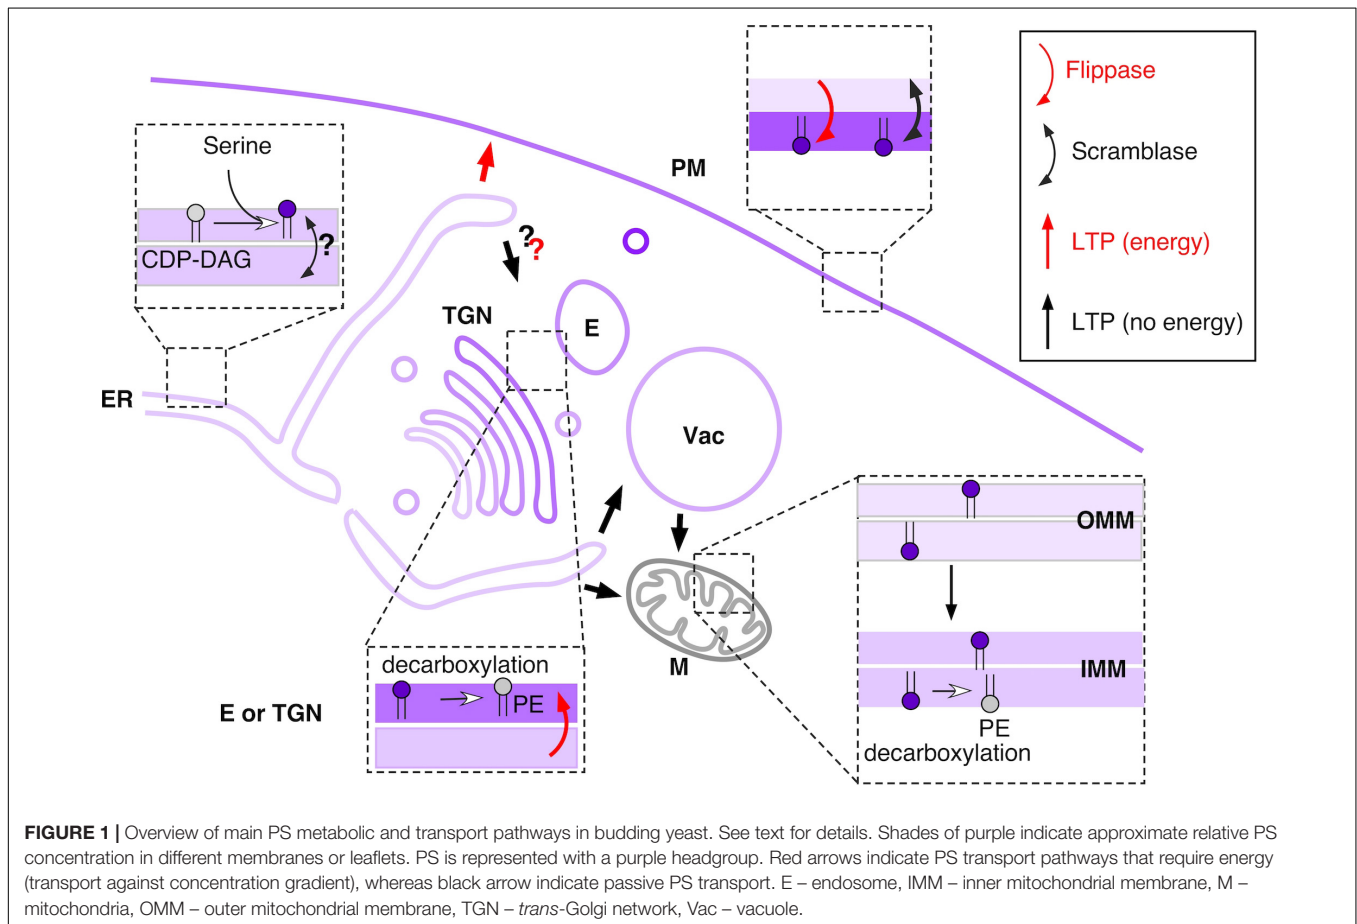 Serine
CDP-DAG
?
PM
Flippase
Scramblase
LTP (energy)
LTP (no energy)
?
?
TGN
E
ER
Vac
OMM
IMM
PE
decarboxylation
M
decarboxylation
PE
E or TGN
FIGURE 1 | Overview of main PS metabolic and transport pathways in budding yeast. See text for details. Shades of purple indicate approximate relative PS
concentration in different membranes or leaflets. PS is represented with a purple headgroup. Red arrows indicate PS transport pathways that require energy
(transport against concentration gradient), whereas black arrow indicate passive PS transport. E – endosome, IMM – inner mitochondrial membrane, M –
mitochondria, OMM – outer mitochondrial membrane, TGN – trans-Golgi network, Vac – vacuole.